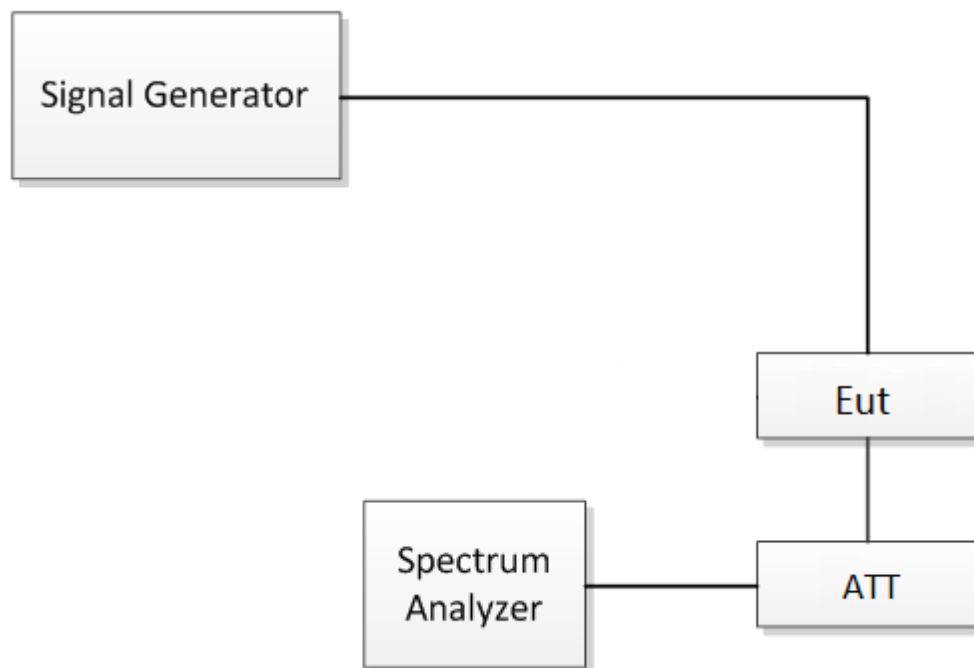 Signal Generator
Eut
Spectrum
Analyzer
ATT